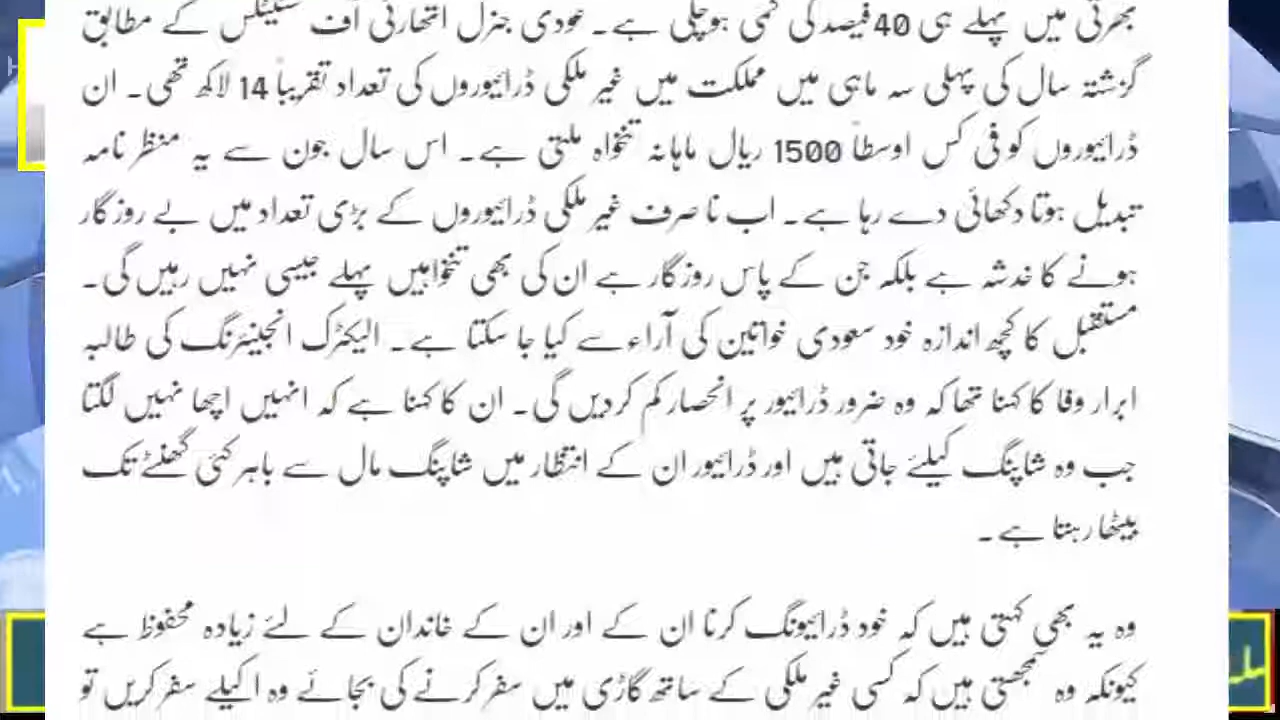 بھرتی میں پہلے ہی 40فیصد کی کمی ہوچکی ہے۔ عودی جنرل اتھارٹی آف سٹیٹکس کے مطابق
گزشتہ سال کی پہلی سہ ماہی میں مملکت میں غیر ملکی ڈرائیوروں کی تعداد تقریباً 14 لاکھ تھی۔ ان
ڈرائیوروں کو فی کس اوسطاً 1500 ریال ماہانہ تنخواہ ملتی ہے۔ اس سال جون سے یہ منظر نامہ
تبدیل ہوتا دکھائی دے رہا ہے۔ اب نا صرف غیر ملکی ڈرائیوروں کے بڑی تعداد میں بے روزگار
ہونے کا خدشہ ہے بلکہ جن کے پاس روزگار ہے ان کی بھی تنخواہیں پہلے جیسی نہیں رہیں گی۔
مستقبل کا کچھ اندازہ خود سعودی خواتین کی آراء سے کیا جا سکتا ہے۔ الیکٹرک انجینئرنگ کی طالبہ
ابرار وفا کا کہنا تھا کہ وہ ضرور ڈرائیور پر انحصار کم کردیں گی۔ ان کا کہنا ہے کہ انہیں اچھا نہیں لگتا
جب وہ شاپنگ کیلئے جاتی ہیں اور ڈرائیور ان کے انتظار میں شاپنگ مال سے باہر کئی گھنٹے تک
بیٹھا رہتا ہے۔
وہ یہ بھی کہتی ہیں کہ خود ڈرائیونگ کرنا ان کے اور ان کے خاندان کے لئے زیادہ محفوظ ہے
کیونکہ وہ سمجھتی ہیں کہ کسی غیر ملکی کے ساتھ گاڑی میں سفر کرنے کی بجائے وہ اکیلے سفر کریں تو